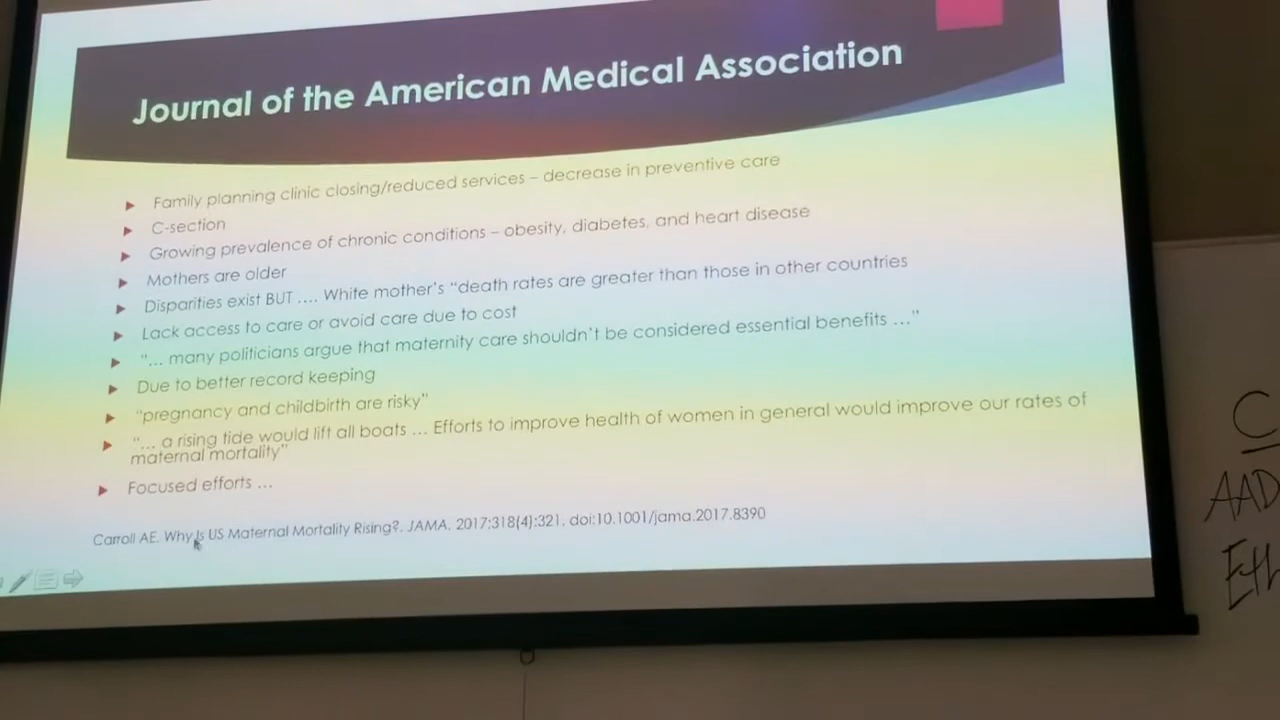 Journal of the American Medical Association
Family planning clinic closing/reduced services – decrease in preventive care
C-section
Growing prevalence of chronic conditions – obesity, diabetes, and heart disease
Mothers are older
Disparities exist BUT …. White mother's “death rates are greater than those in other countries
Lack access to care or avoid care due to cost
“… many politicians argue that maternity care shouldn't be considered essential benefits …”
Due to better record keeping
“pregnancy and childbirth are risky”
“… a rising tide would lift all boats … Efforts to improve health of women in general would improve our rates of
maternal mortality”
Focused efforts …
Carroll AE. Why Is US Maternal Mortality Rising?. JAMA. 2017;318(4):321. doi:10.1001/jama.2017.8390
C
AAD